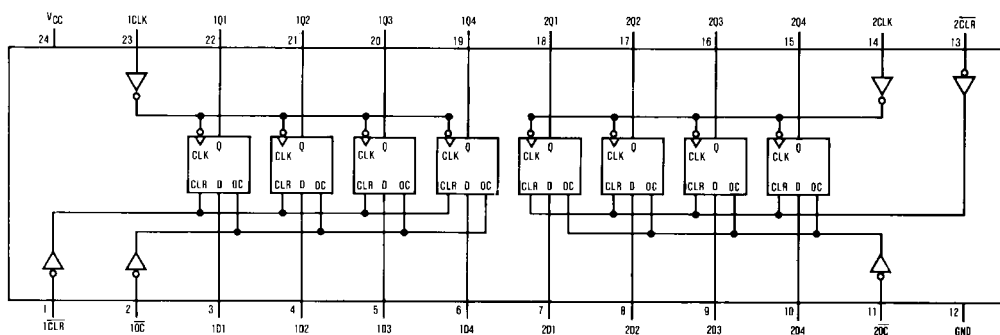 VCC 1CLK 1Q1 1Q2 1Q3 1Q4 2Q1 2Q2 2Q3 2Q4 2CLK 2CLR
24 23 22 21 20 19 18 17 16 15 14 13
CLK Q CLK Q CLK Q CLK Q CLK Q CLK Q CLK Q CLK Q
CLR D OC CLR D OC CLR D OC CLR D OC CLR D OC CLR D OC CLR D OC CLR D OC
1 2 3 4 5 6 7 8 9 10 11 12
1CLR 1OC 1D1 1D2 1D3 1D4 2D1 2D2 2D3 2D4 2OC GND